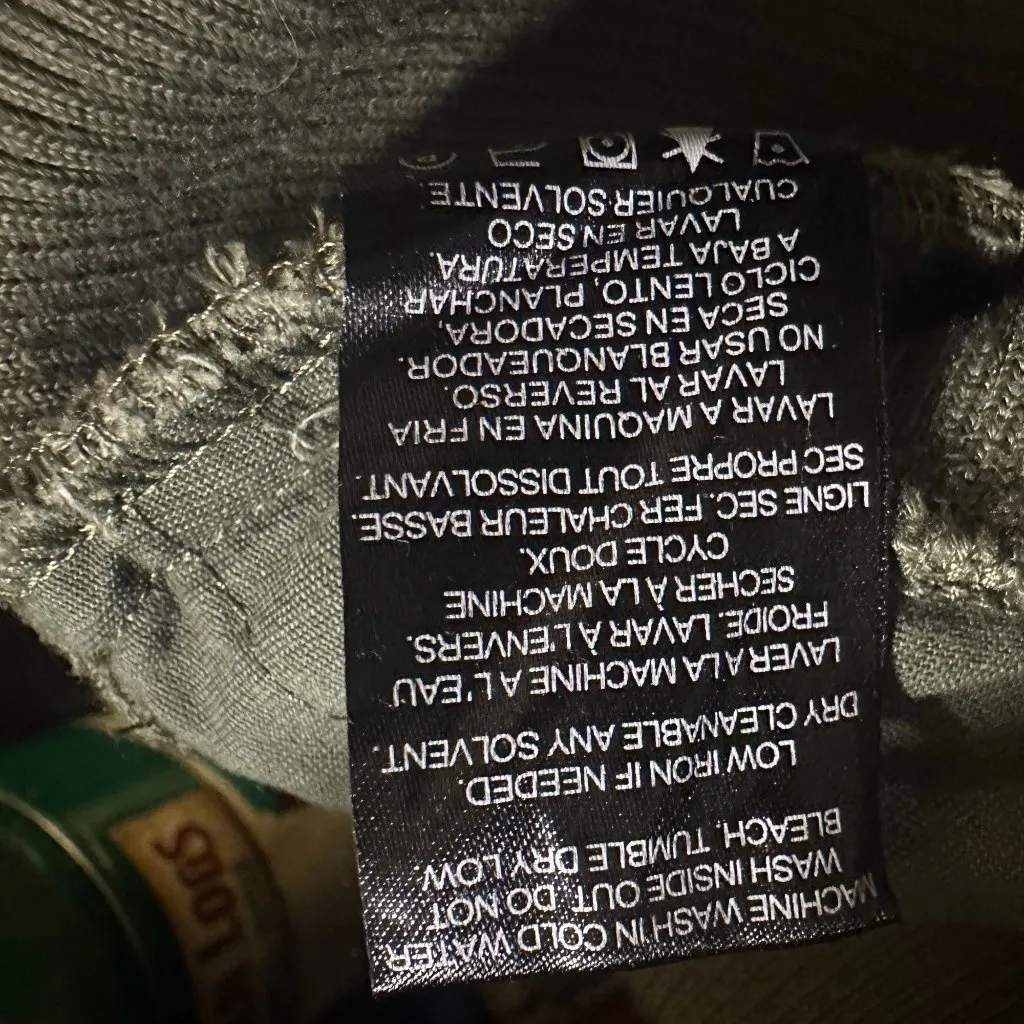 MACHINE WASH IN COLD WATER
WASH INSIDE OUT. DO NOT
BLEACH. TUMBLE DRY LOW
LOW IRON IF NEEDED.
DRY CLEANABLE ANY SOLVENT.
LAVER A LA MACHINE A L'EAU
FROIDE. LAVAR À L'ENVERS.
SECHER À LA MACHINE
CYCLE DOUX.
LIGNE SEC. FER CHALEUR BASSE.
SEC PROPRE TOUT DISSOLVANT.
LAVAR A MAQUINA EN FRIA
LAVAR AL REVERSO.
NO USAR BLANQUEADOR.
SECA EN SECADORA,
CICLO LENTO, PLANCHAR
A BAJA TEMPERATURA,
LAVAR EN SECO
CUALQUIER SOLVENTE.